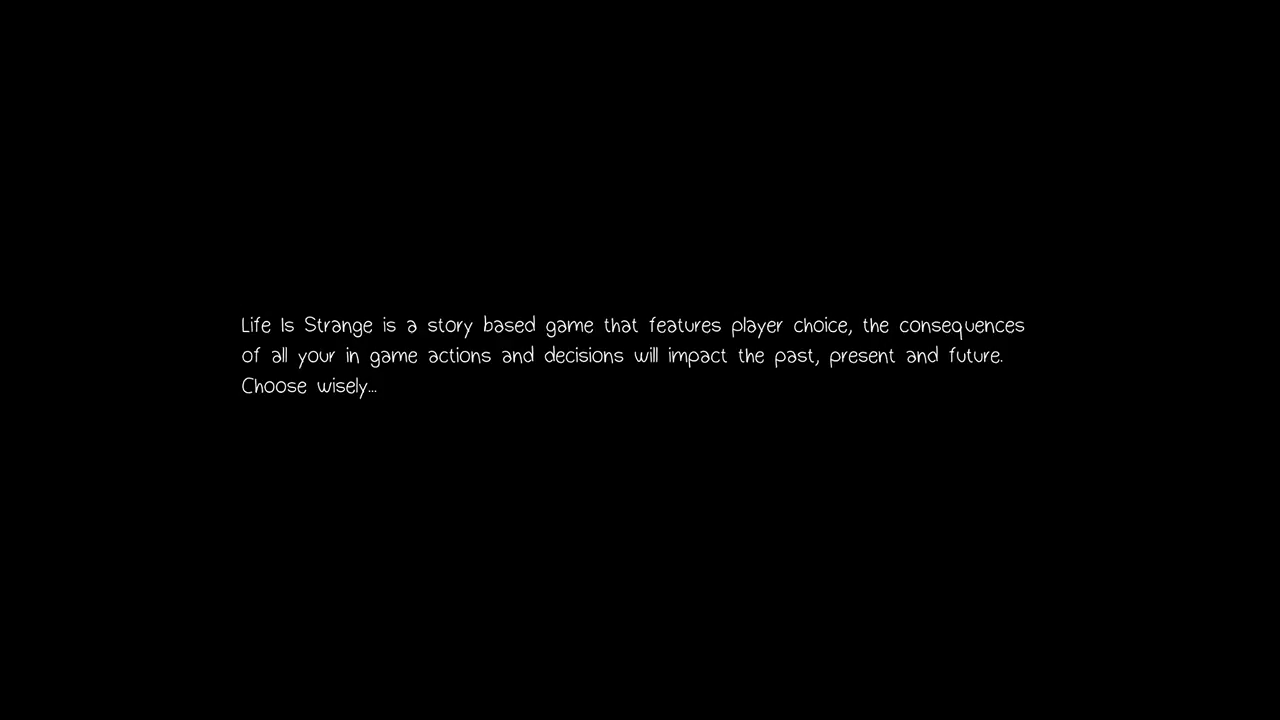 Life Is Strange is a story based game that features player choice, the consequences
of all your in game actions and decisions will impact the past, present and future.
Choose wisely...